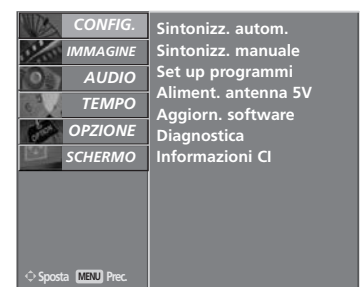 CONFIG.
IMMAGINE
AUDIO
TEMPO
OPZIONE
SCHERMO
Sintonizz. autom.
Sintonizz. manuale
Set up programmi
Aliment. antenna 5V
Aggiorn. software
Diagnostica
Informazioni CI
Sposta MENU Prec.